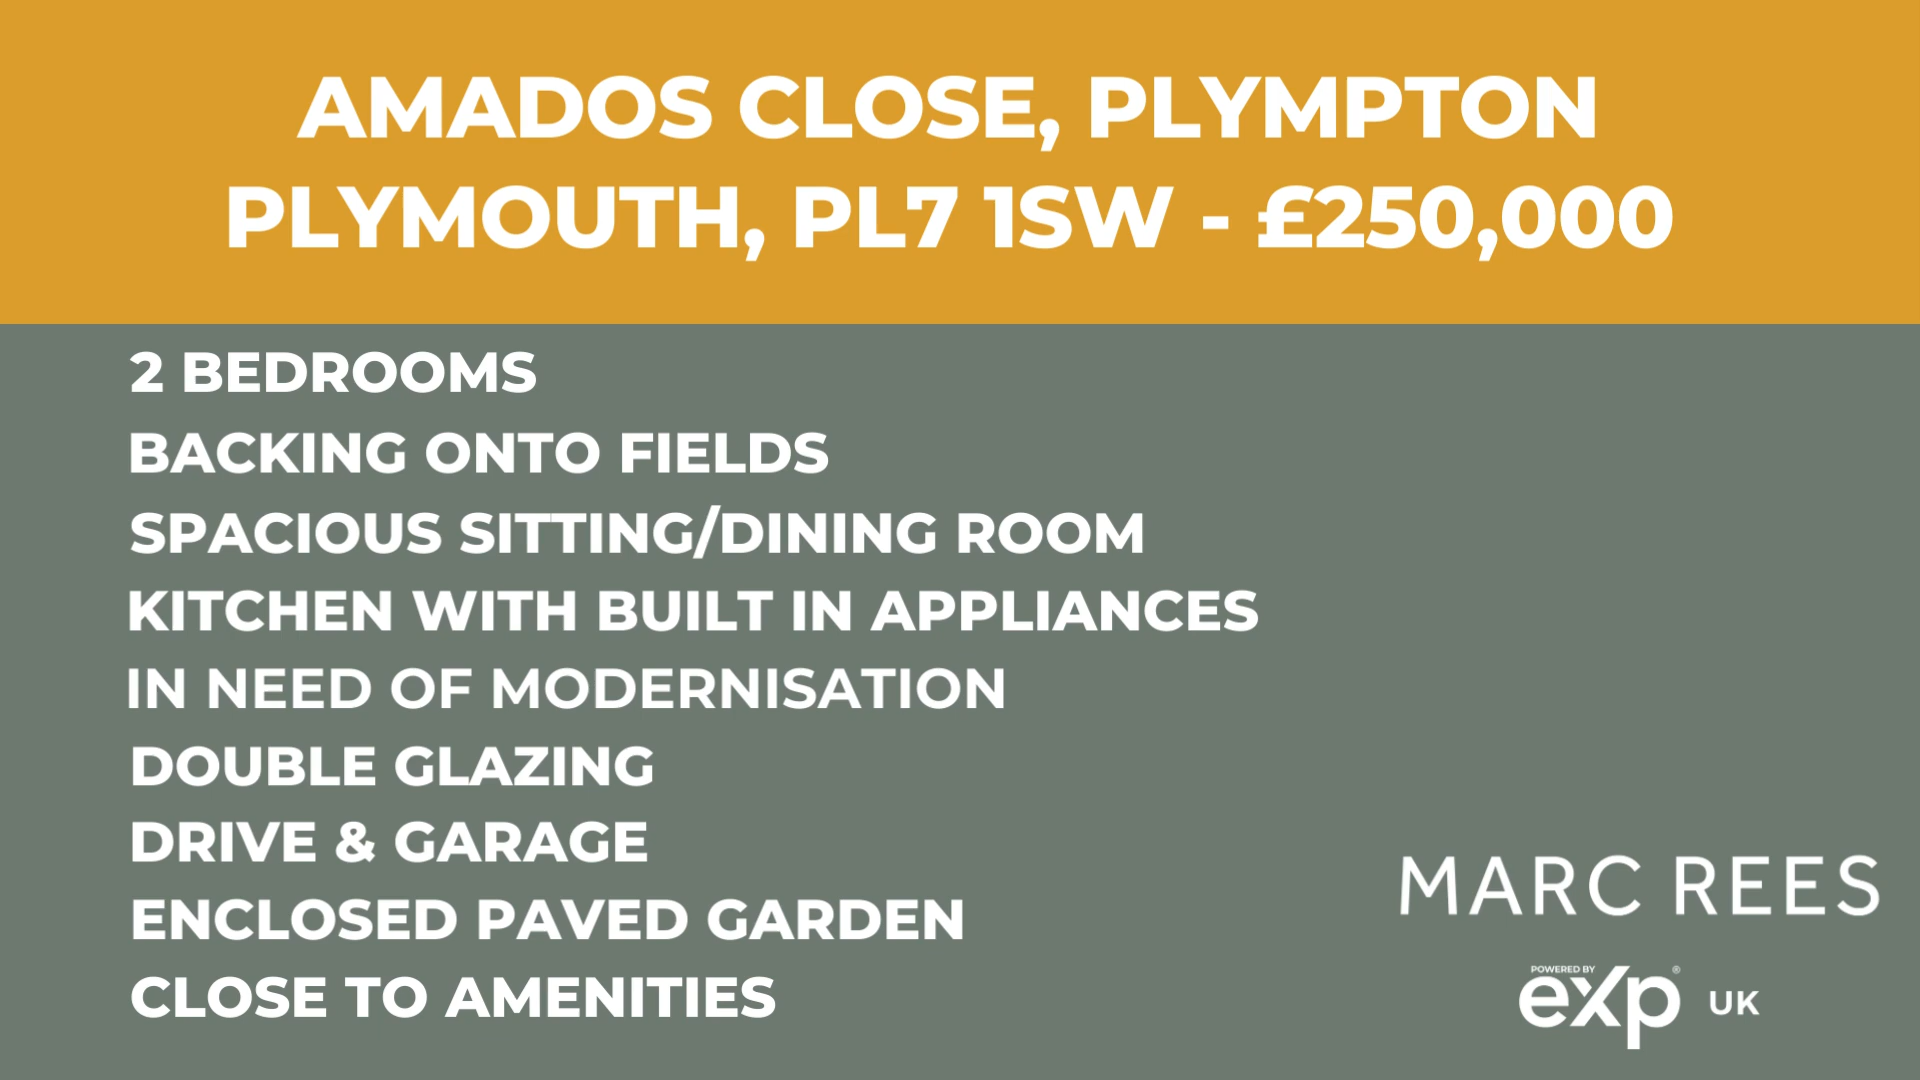 AMADOS CLOSE, PLYMPTON
PLYMOUTH, PL7 1SW - £250,000
2 BEDROOMS
BACKING ONTO FIELDS
SPACIOUS SITTING/DINING ROOM
KITCHEN WITH BUILT IN APPLIANCES
IN NEED OF MODERNISATION
DOUBLE GLAZING
DRIVE & GARAGE
ENCLOSED PAVED GARDEN
CLOSE TO AMENITIES
MARC REES
POWERED BY
eXp® UK